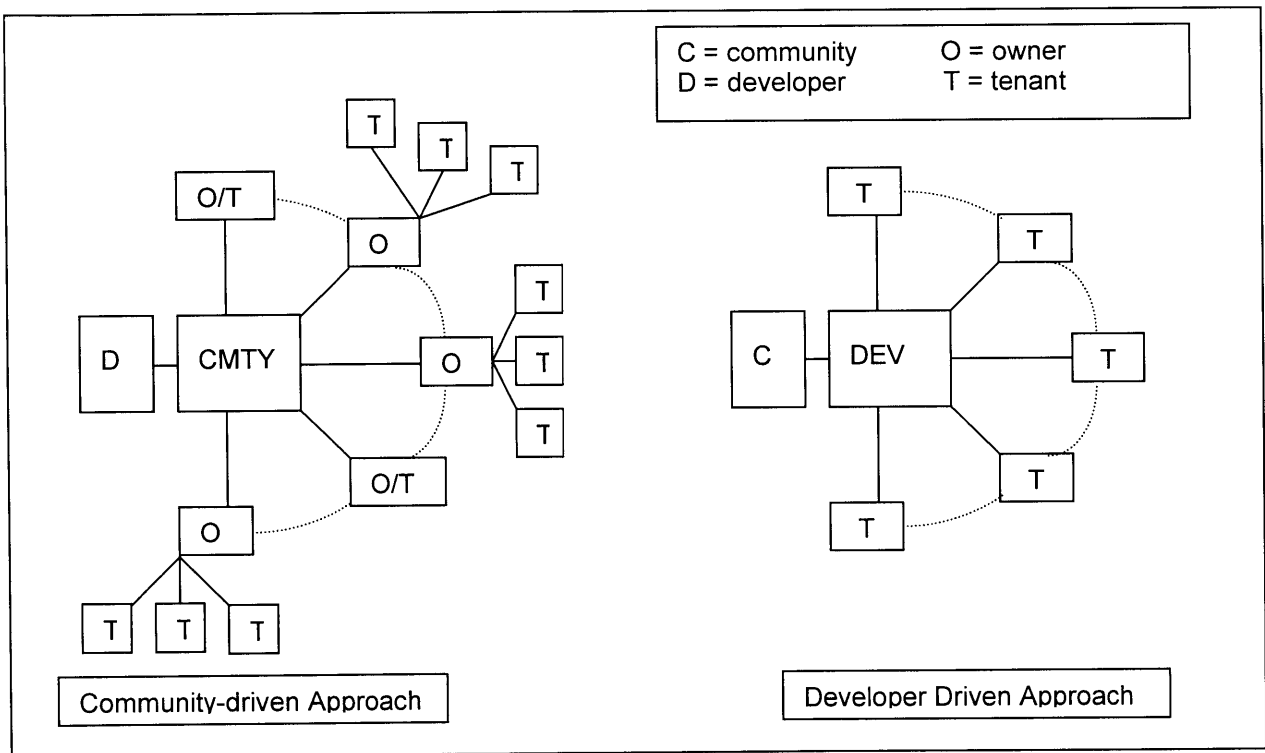 C = community O = owner
D = developer T = tenant
T
T
T
O/T
O
T
D
CMTY
O
T
T
O/T
O
T
T
T
Community-driven Approach
T
T
C
DEV
T
T
T
Developer Driven Approach